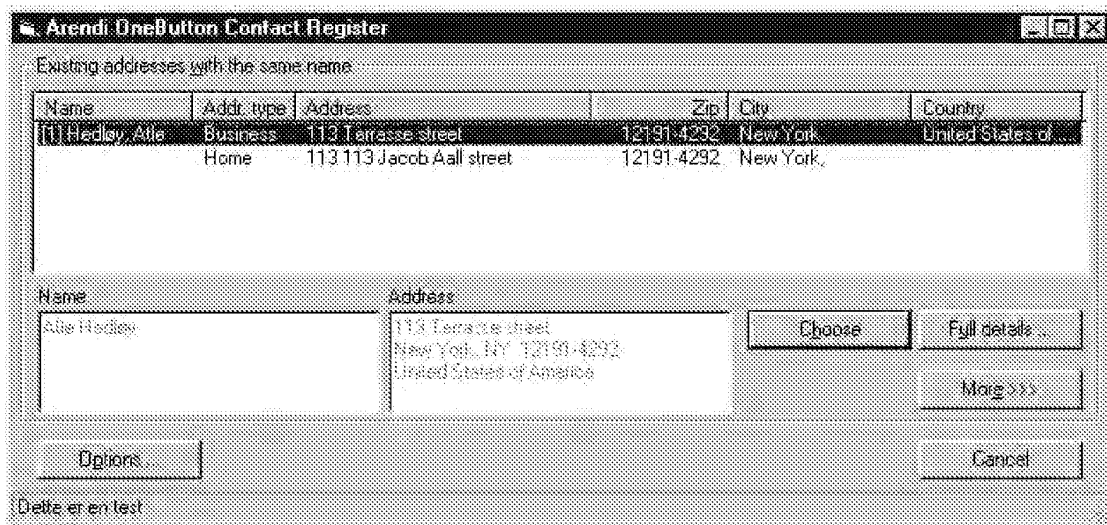 Arendi OneButton Contact Register
Existing addresses with the same name
Name Addr. type Address Zip City Country
[1] Hedløy, Atle Business 113 Terrasse street 12191-4292 New York United States of ...
Home 113 113 Jacob Aall street 12191-4292 New York,
Name Address
Atle Hedløy
113 Terrasse street
New York, NY 12191-4292
United States of America
Choose Full details ...
More >>>
Options... Cancel
Dette er en test